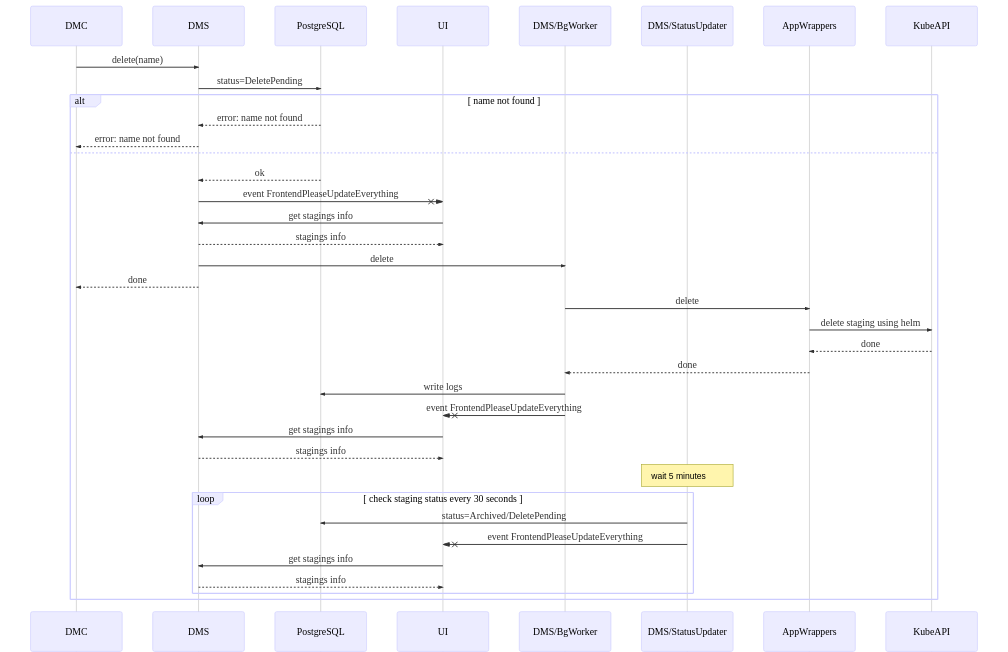 DMC
DMS
PostgreSQL
UI
DMS/BgWorker
DMS/StatusUpdater
AppWrappers
KubeAPI
delete(name)
status=DeletePending
alt
[ name not found ]
error: name not found
error: name not found
ok
event FrontendPleaseUpdateEverything
get stagings info
stagings info
delete
done
delete
delete staging using helm
done
done
write logs
event FrontendPleaseUpdateEverything
get stagings info
stagings info
wait 5 minutes
loop
[ check staging status every 30 seconds ]
status=Archived/DeletePending
event FrontendPleaseUpdateEverything
get stagings info
stagings info
DMC
DMS
PostgreSQL
UI
DMS/BgWorker
DMS/StatusUpdater
AppWrappers
KubeAPI